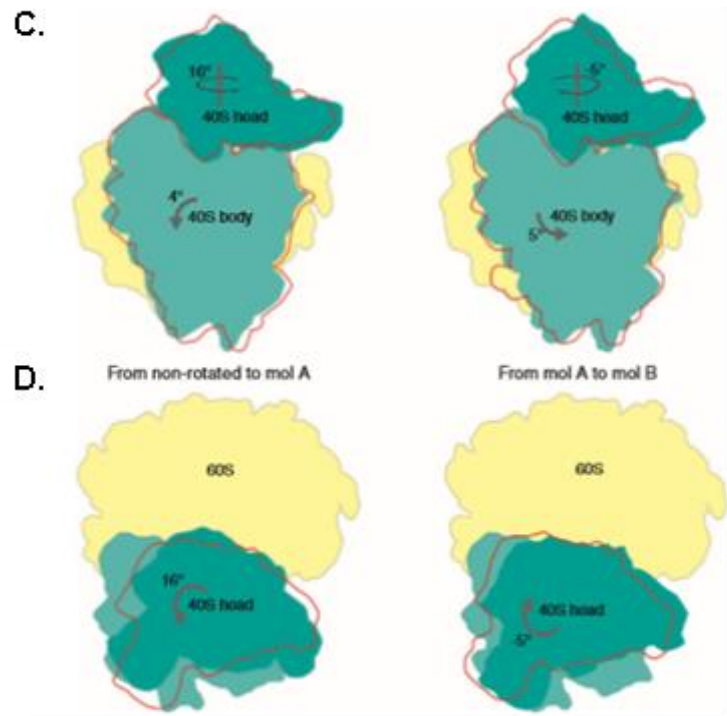 C.
16°
40S head
4°
40S body
-5°
40S head
40S body
5°
From non-rotated to mol A
From mol A to mol B
D.
60S
16°
40S head
60S
40S head
-5°